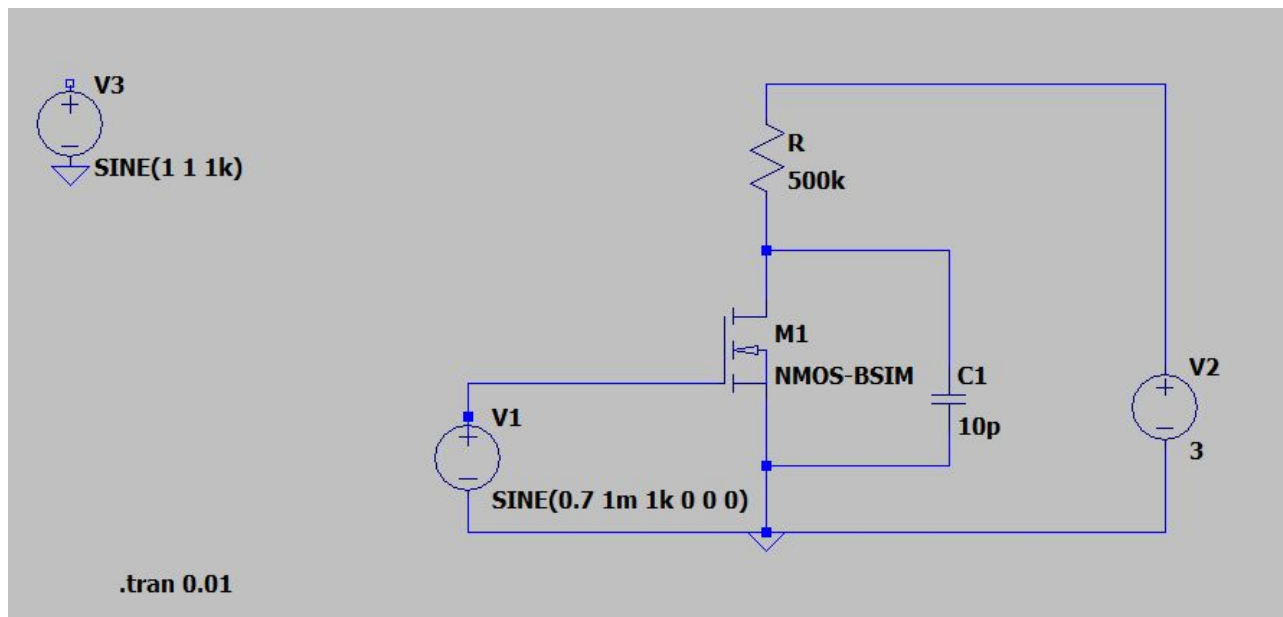 V3
SINE(1 1 1k)
R
500k
M1
NMOS-BSIM
C1
10p
V2
3
V1
SINE(0.7 1m 1k 0 0 0)
.tran 0.01